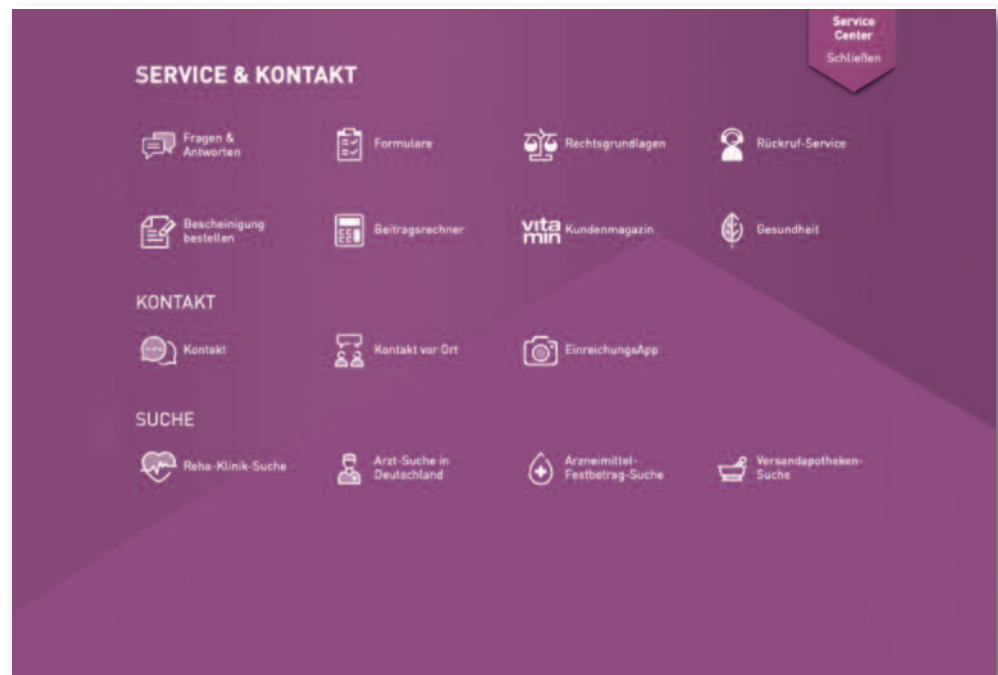 Service
Center
Schließen
SERVICE & KONTAKT
Fragen &
Antworten
Formulare
Rechtsgrundlagen
Rückruf-Service
Bescheinigung
bestellen
Beitragsrechner
vita
min
Kundenmagazin
Gesundheit
KONTAKT
Kontakt
Kontakt vor Ort
EinreichungsApp
SUCHE
Reha-Klinik-Suche
Arzt-Suche in
Deutschland
Arzneimittel-
Festbetrag-Suche
Versandapotheken-
Suche